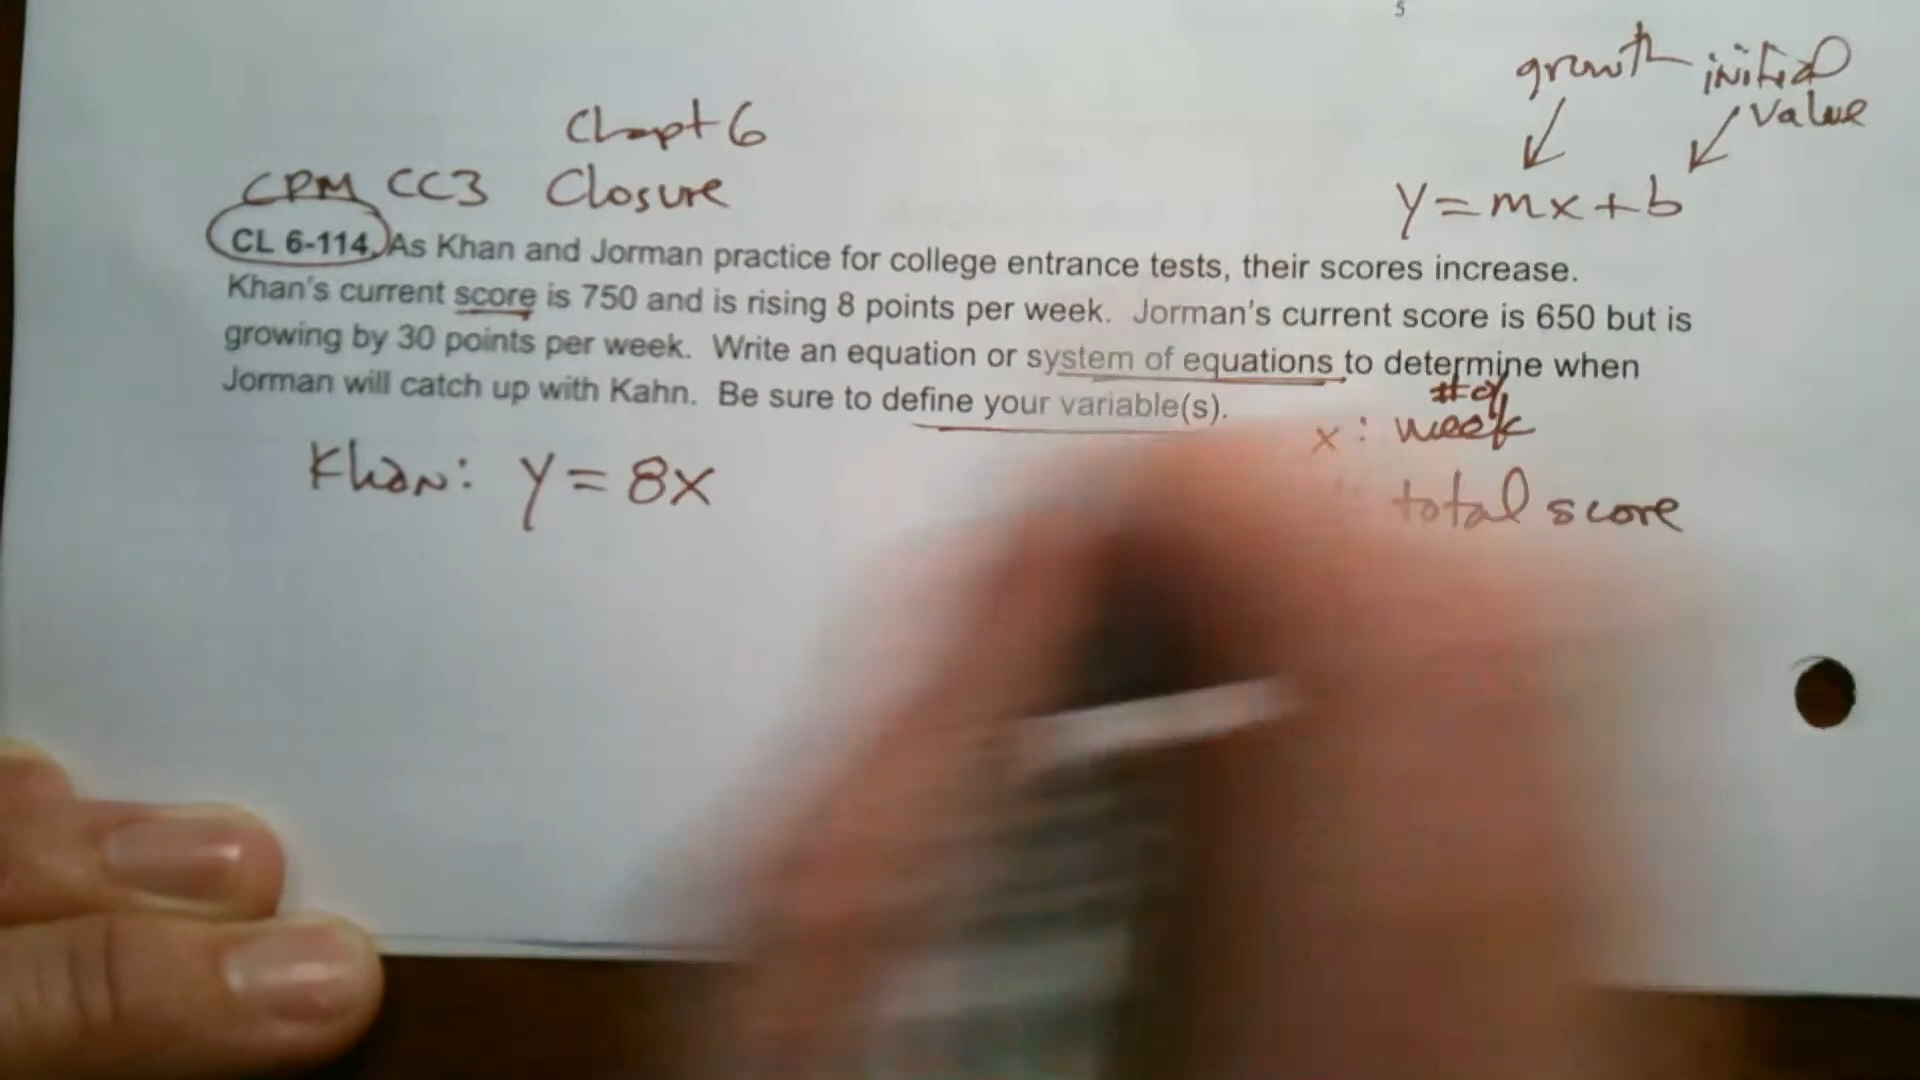 5
growth initial
value
Chapt 6
CPM CC3 Closure
y=mx+b
CL 6-114. As Khan and Jorman practice for college entrance tests, their scores increase.
Khan's current score is 750 and is rising 8 points per week. Jorman's current score is 650 but is
growing by 30 points per week. Write an equation or system of equations to determine when
Jorman will catch up with Kahn. Be sure to define your variable(s).
# of
x: week
Khan: y=8x
total score